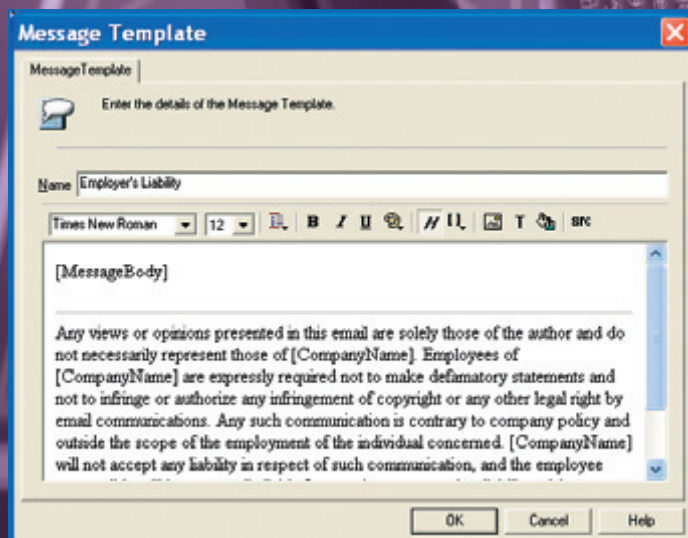 Message Template
MessageTemplate
Enter the details of the Message Template.
Name Employer's Liability
Times New Roman 12 B I U H T src
[MessageBody]
Any views or opinions presented in this email are solely those of the author and do
not necessarily represent those of [CompanyName]. Employees of
[CompanyName] are expressly required not to make defamatory statements and
not to infringe or authorize any infringement of copyright or any other legal right by
email communications. Any such communication is contrary to company policy and
outside the scope of the employment of the individual concerned. [CompanyName]
will not accept any liability in respect of such communication, and the employee
OK Cancel Help